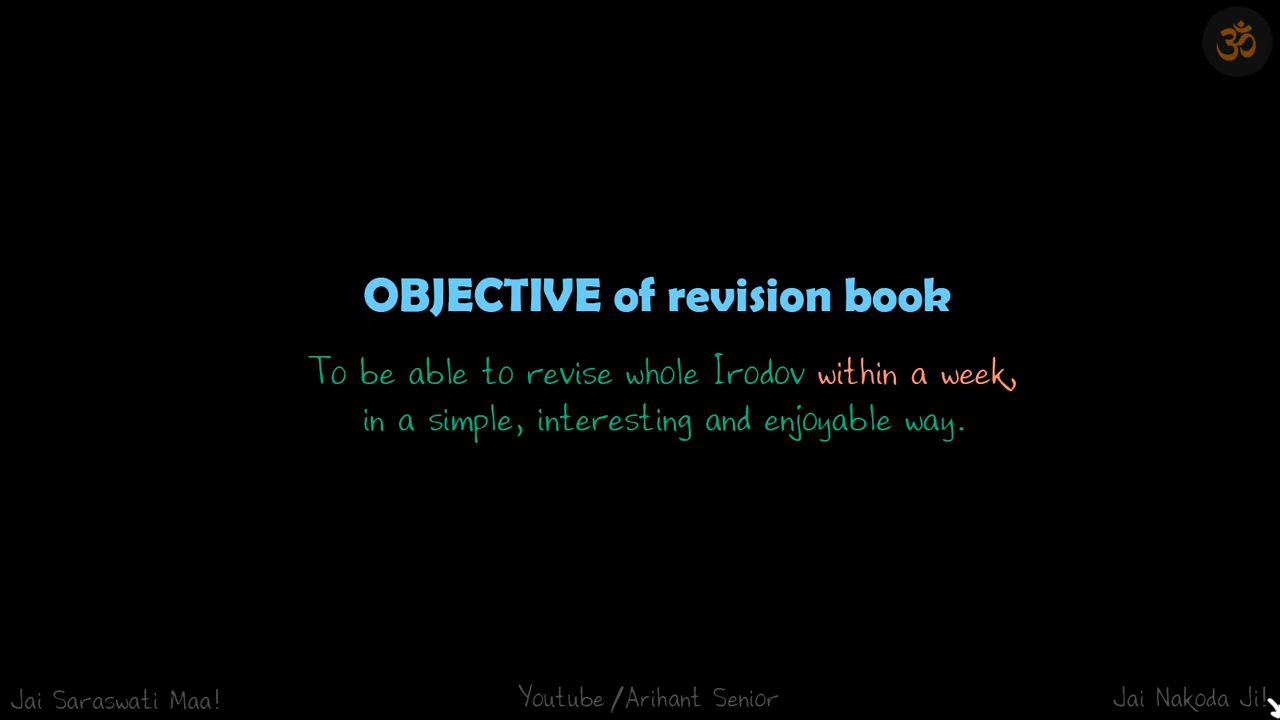 ॐ
OBJECTIVE of revision book
To be able to revise whole Irodov within a week,
in a simple, interesting and enjoyable way.
Jai Saraswati Maa!
Youtube /Arihant Senior
Jai Nakoda Ji!